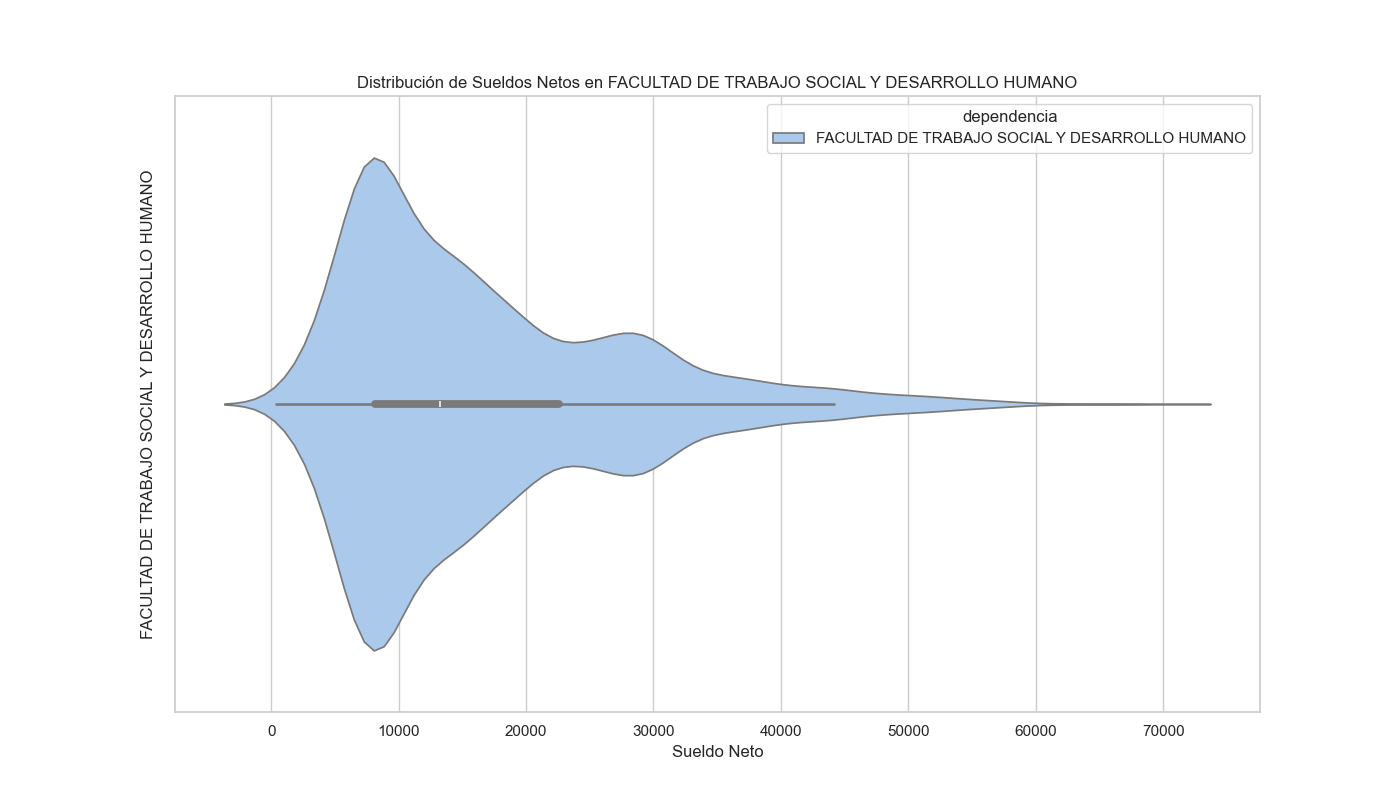 Distribución de Sueldos Netos en FACULTAD DE TRABAJO SOCIAL Y DESARROLLO HUMANO
dependencia
FACULTAD DE TRABAJO SOCIAL Y DESARROLLO HUMANO
FACULTAD DE TRABAJO SOCIAL Y DESARROLLO HUMANO
0 10000 20000 30000 40000 50000 60000 70000
Sueldo Neto